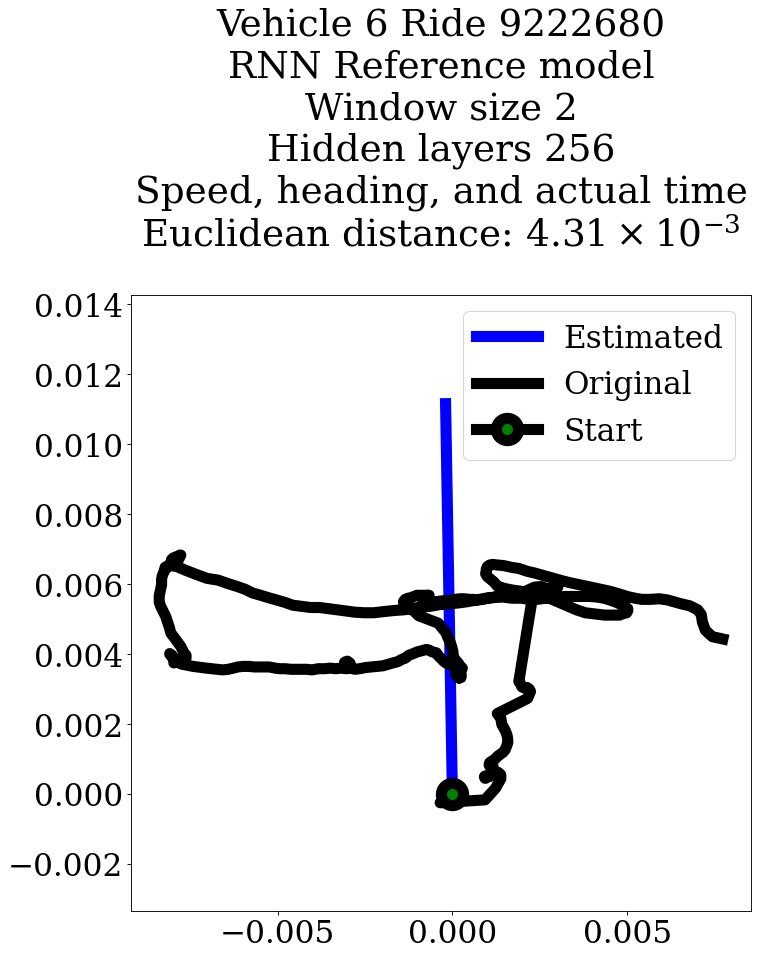 Vehicle 6 Ride 9222680
RNN Reference model
Window size 2
Hidden layers 256
Speed, heading, and actual time
Euclidean distance: 4.31 × 10⁻³
0.014
0.012
0.010
0.008
0.006
0.004
0.002
0.000
−0.002
Estimated
Original
Start
−0.005
0.000
0.005